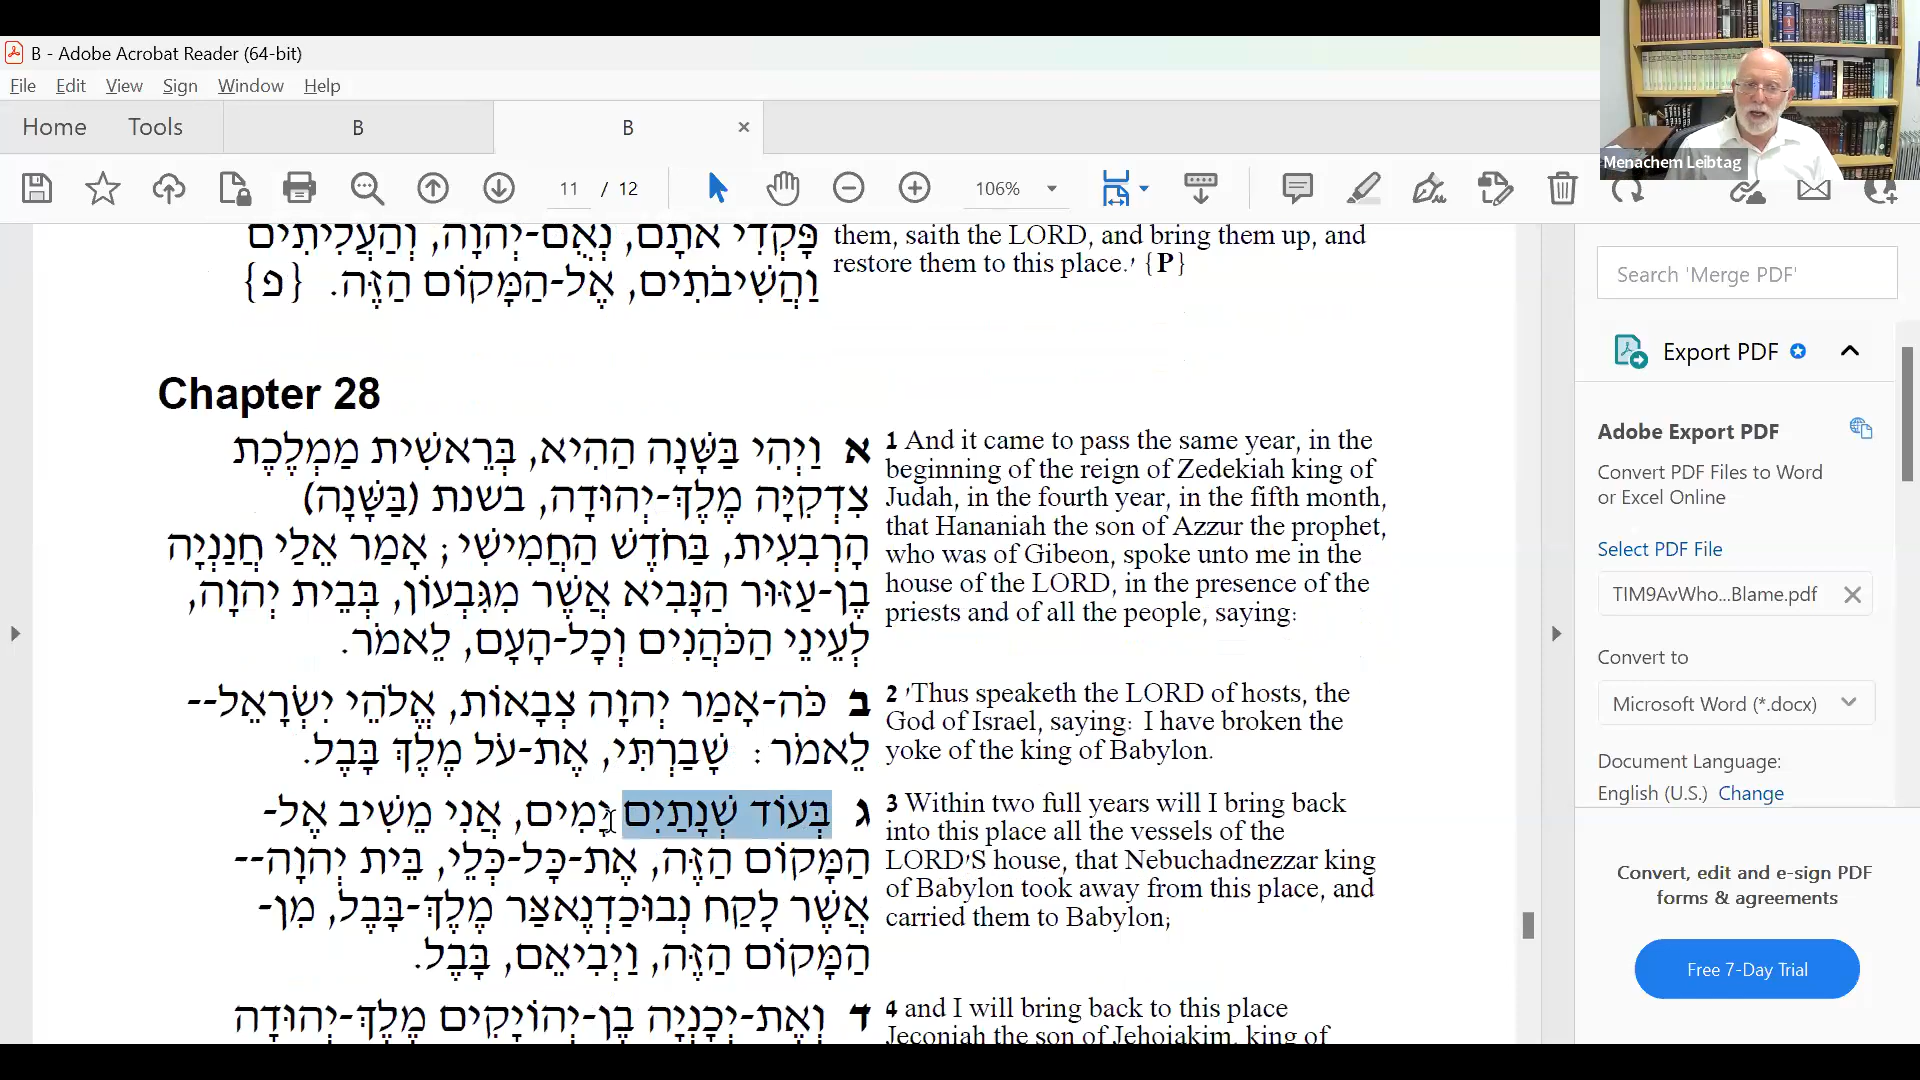 B - Adobe Acrobat Reader (64-bit)
File Edit View Sign Window Help
Home Tools B B ×
11 / 12 106%
Menachem Leibtag
פָּקְדִי אֹתָם, נְאֻם-יְהוָה, וְהַעֲלִיתִים
וַהֲשִׁיבֹתִים, אֶל-הַמָּקוֹם הַזֶּה. {פ}
them, saith the LORD, and bring them up, and
restore them to this place.' {P}
Chapter 28
א וַיְהִי בַּשָּׁנָה הַהִיא, בְּרֵאשִׁית מַמְלֶכֶת
צִדְקִיָּה מֶלֶךְ-יְהוּדָה, בשנת (בַּשָּׁנָה)
הָרְבִעִית, בַּחֹדֶשׁ הַחֲמִישִׁי; אָמַר אֵלַי חֲנַנְיָה
בֶן-עַזּוּר הַנָּבִיא אֲשֶׁר מִגִּבְעוֹן, בְּבֵית יְהוָה,
לְעֵינֵי הַכֹּהֲנִים וְכָל-הָעָם, לֵאמֹר.
1 And it came to pass the same year, in the
beginning of the reign of Zedekiah king of
Judah, in the fourth year, in the fifth month,
that Hananiah the son of Azzur the prophet,
who was of Gibeon, spoke unto me in the
house of the LORD, in the presence of the
priests and of all the people, saying:
ב כֹּה-אָמַר יְהוָה צְבָאוֹת, אֱלֹהֵי יִשְׂרָאֵל--
לֵאמֹר: שָׁבַרְתִּי, אֶת-עֹל מֶלֶךְ בָּבֶל.
2 'Thus speaketh the LORD of hosts, the
God of Israel, saying: I have broken the
yoke of the king of Babylon.
ג בְּעוֹד שְׁנָתַיִם יָמִים, אֲנִי מֵשִׁיב אֶל-
הַמָּקוֹם הַזֶּה, אֶת-כָּל-כְּלֵי, בֵּית יְהוָה--
אֲשֶׁר לָקַח נְבוּכַדְנֶאצַּר מֶלֶךְ-בָּבֶל, מִן-
הַמָּקוֹם הַזֶּה, וַיְבִיאֵם, בָּבֶל.
3 Within two full years will I bring back
into this place all the vessels of the
LORD'S house, that Nebuchadnezzar king
of Babylon took away from this place, and
carried them to Babylon;
ד וְאֶת-יְכָנְיָה בֶן-יְהוֹיָקִים מֶלֶךְ-יְהוּדָה
4 and I will bring back to this place
Jeconiah the son of Jehoiakim, king of
Search 'Merge PDF'
Export PDF
Adobe Export PDF
Convert PDF Files to Word
or Excel Online
Select PDF File
TIM9AvWho...Blame.pdf
Convert to
Microsoft Word (*.docx)
Document Language:
English (U.S.) Change
Convert, edit and e-sign PDF
forms & agreements
Free 7-Day Trial